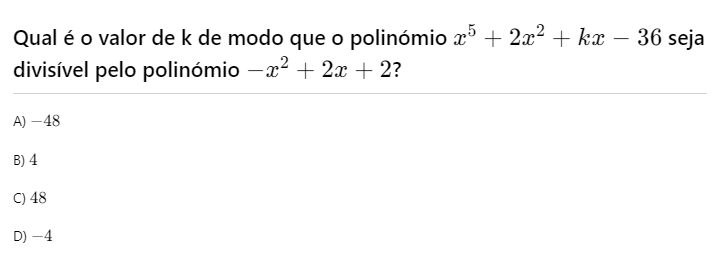 Qual é o valor de k de modo que o polinómio $x^5 + 2x^2 + kx - 36$ seja
divisível pelo polinómio $-x^2 + 2x + 2$?
A) $-48$
B) $4$
C) $48$
D) $-4$